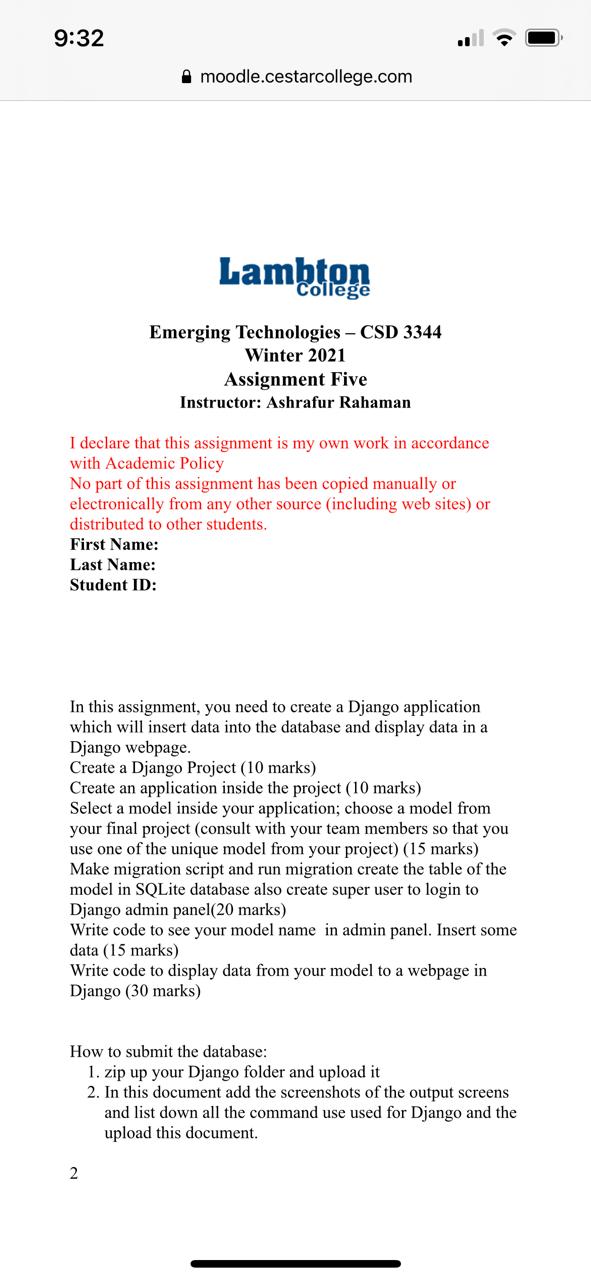 9:32
moodle.cestarcollege.com
Lambton
College
Emerging Technologies – CSD 3344
Winter 2021
Assignment Five
Instructor: Ashrafur Rahaman
I declare that this assignment is my own work in accordance
with Academic Policy
No part of this assignment has been copied manually or
electronically from any other source (including web sites) or
distributed to other students.
First Name:
Last Name:
Student ID:
In this assignment, you need to create a Django application
which will insert data into the database and display data in a
Django webpage.
Create a Django Project (10 marks)
Create an application inside the project (10 marks)
Select a model inside your application; choose a model from
your final project (consult with your team members so that you
use one of the unique model from your project) (15 marks)
Make migration script and run migration create the table of the
model in SQLite database also create super user to login to
Django admin panel(20 marks)
Write code to see your model name  in admin panel. Insert some
data (15 marks)
Write code to display data from your model to a webpage in
Django (30 marks)
How to submit the database:
1. zip up your Django folder and upload it
2. In this document add the screenshots of the output screens
and list down all the command use used for Django and the
upload this document.
2